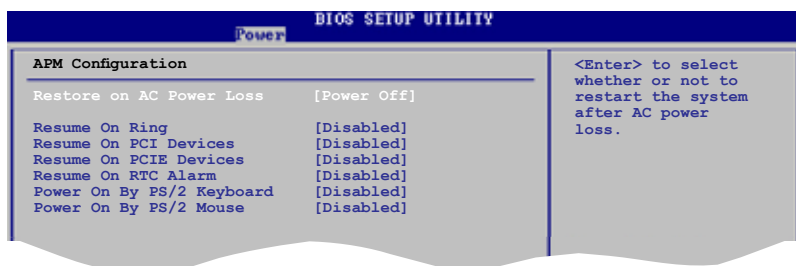 BIOS SETUP UTILITY
Power
APM Configuration
Restore on AC Power Loss [Power Off]
Resume On Ring [Disabled]
Resume On PCI Devices [Disabled]
Resume On PCIE Devices [Disabled]
Resume On RTC Alarm [Disabled]
Power On By PS/2 Keyboard [Disabled]
Power On By PS/2 Mouse [Disabled]
<Enter> to select
whether or not to
restart the system
after AC power
loss.